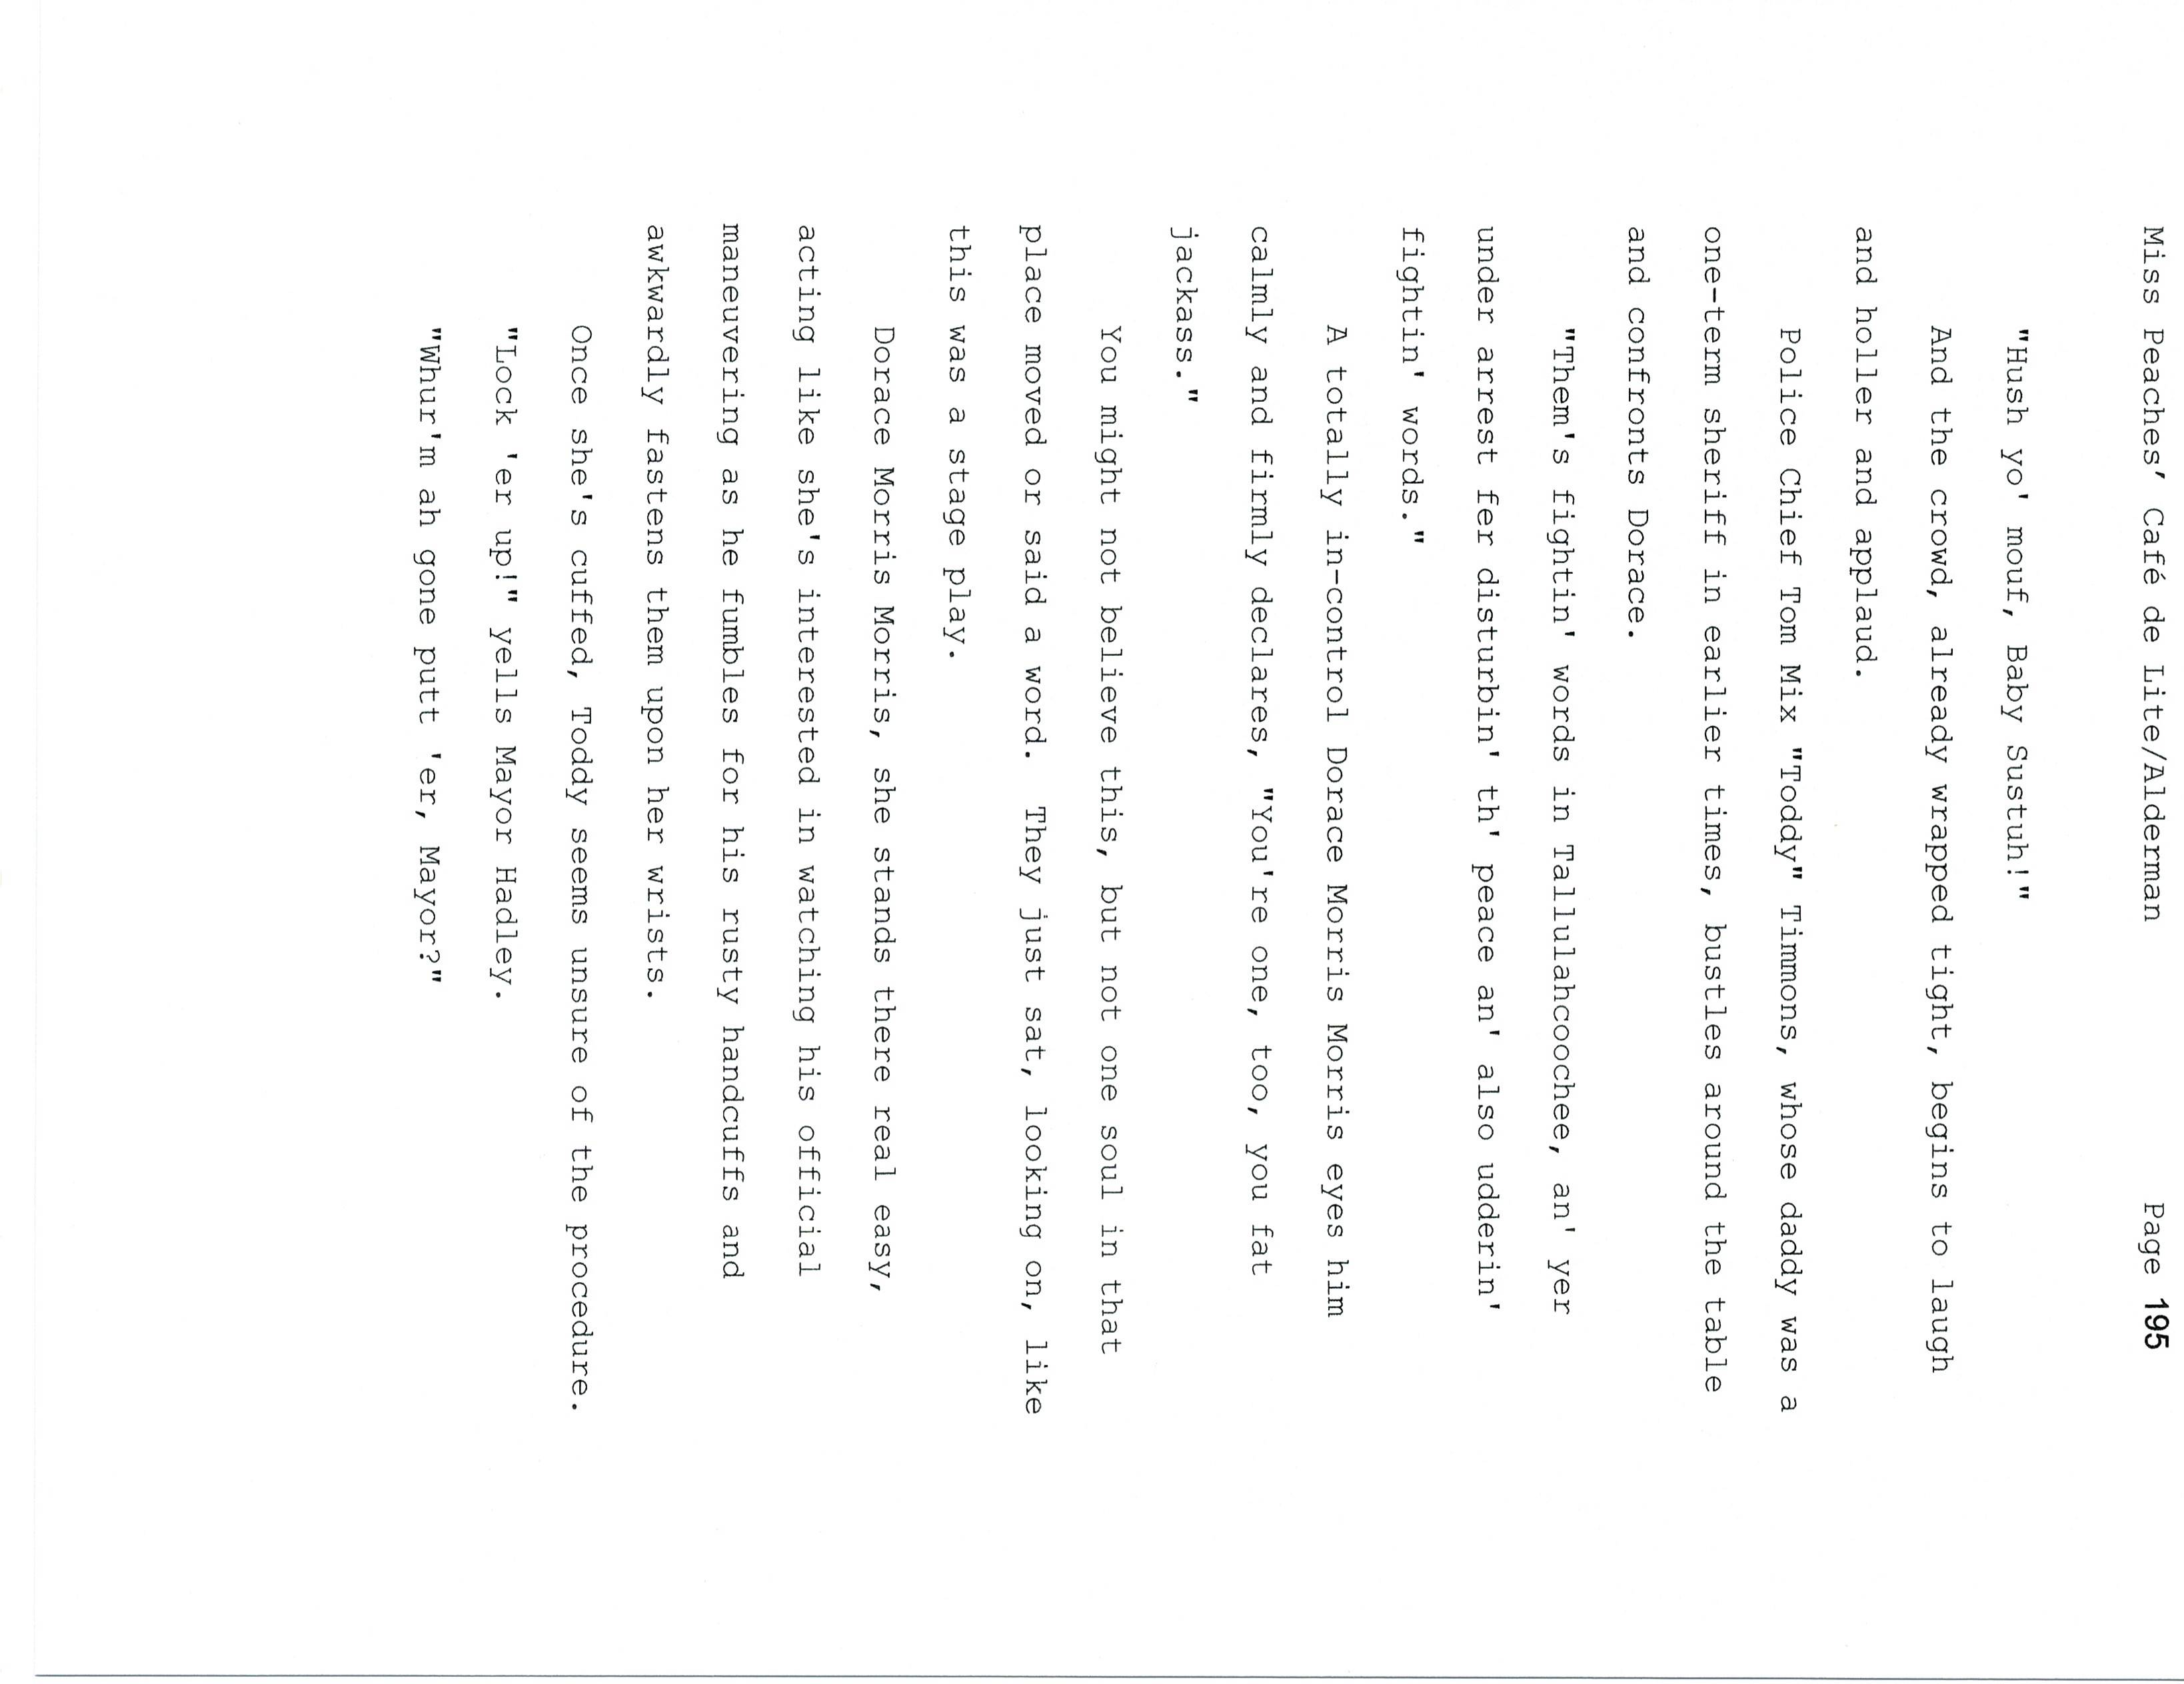 Miss Peaches’ Café de Lite/Alderman Page 195
"Hush yo' mouf, Baby Sustuh!"
And the crowd, already wrapped tight, begins to laugh
and holler and applaud.
Police Chief Tom Mix "Toddy" Timmons, whose daddy was a
one-term sheriff in earlier times, bustles around the table
and confronts Dorace.
"Them's fightin' words in Tallulahcoochee, an' yer
under arrest fer disturbin' th' peace an' also udderin'
fightin' words."
A totally in-control Dorace Morris Morris eyes him
calmly and firmly declares, "You're one, too, you fat
jackass."
You might not believe this, but not one soul in that
place moved or said a word. They just sat, looking on, like
this was a stage play.
Dorace Morris Morris, she stands there real easy,
acting like she's interested in watching his official
maneuvering as he fumbles for his rusty handcuffs and
awkwardly fastens them upon her wrists.
Once she's cuffed, Toddy seems unsure of the procedure.
"Lock 'er up!" yells Mayor Hadley.
"Whur'm ah gone putt 'er, Mayor?"